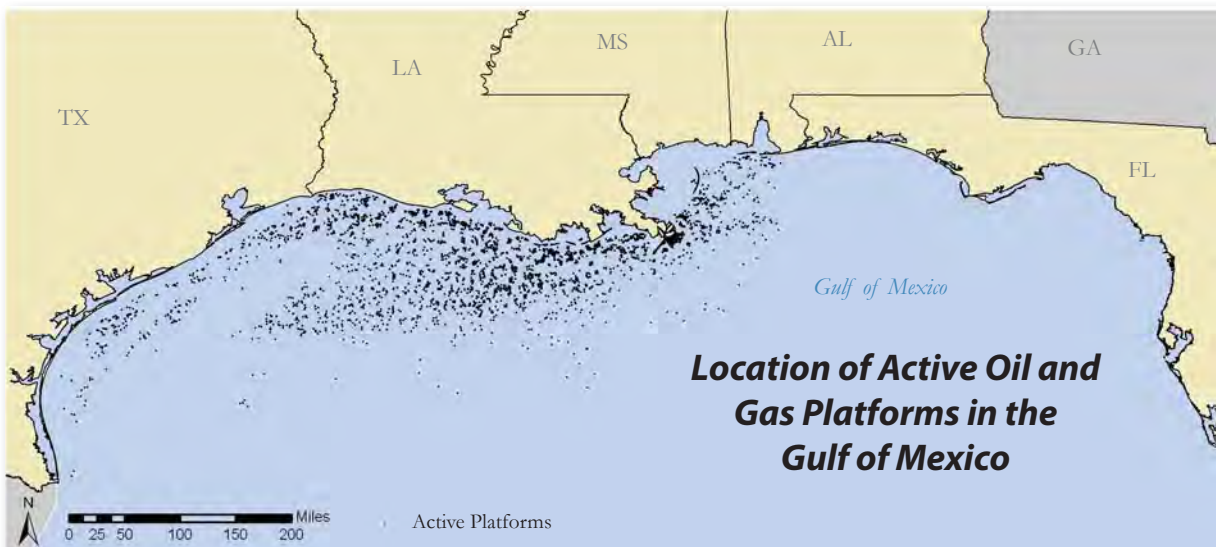 MS
AL
GA
LA
TX
FL
Gulf of Mexico
Location of Active Oil and
Gas Platforms in the
Gulf of Mexico
N
Miles
0 25 50 100 150 200
Active Platforms